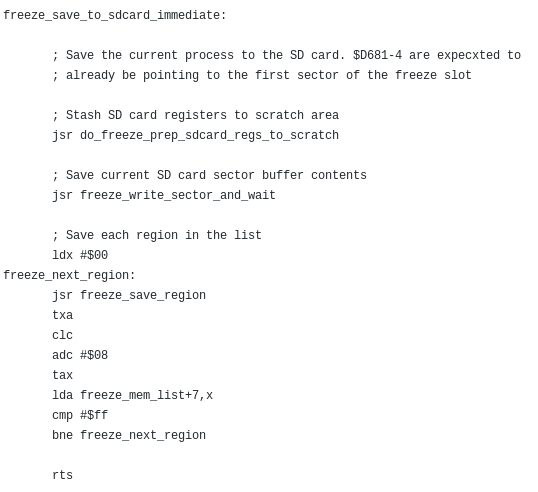 freeze_save_to_sdcard_immediate:
; Save the current process to the SD card. $D681-4 are expecxted to
; already be pointing to the first sector of the freeze slot
; Stash SD card registers to scratch area
jsr do_freeze_prep_sdcard_regs_to_scratch
; Save current SD card sector buffer contents
jsr freeze_write_sector_and_wait
; Save each region in the list
ldx #$00
freeze_next_region:
jsr freeze_save_region
txa
clc
adc #$08
tax
lda freeze_mem_list+7,x
cmp #$ff
bne freeze_next_region
rts